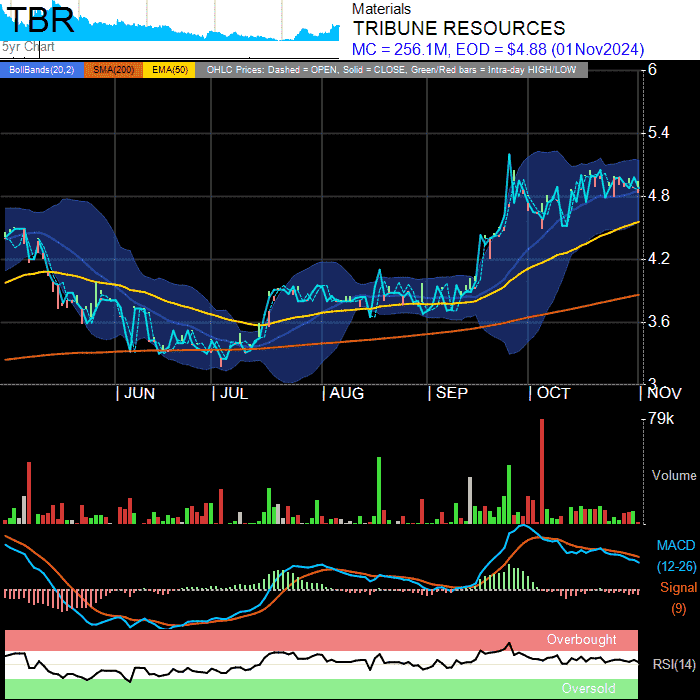 TBR
5yr Chart
Materials
TRIBUNE RESOURCES
MC = 256.1M, EOD = $4.88 (01Nov2024)
BollBands(20,2) SMA(200) EMA(50) OHLC Prices: Dashed = OPEN, Solid = CLOSE, Green/Red bars = Intra-day HIGH/LOW
6
5.4
4.8
4.2
3.6
3
JUN JUL AUG SEP OCT NOV
79k
Volume
MACD
(12-26)
Signal
(9)
Overbought
RSI(14)
Oversold